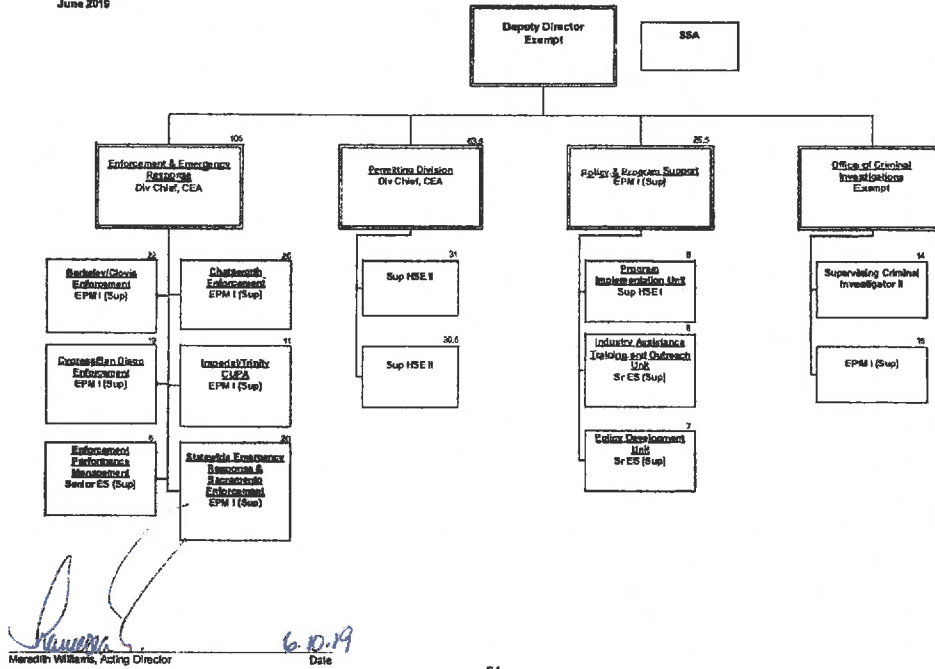 June 2019
Deputy Director
Exempt
SSA
105
Enforcement & Emergency
Response
Div Chief, CEA
63.5
Permitting Division
Div Chief, CEA
25.5
Policy & Program Support
EPM I (Sup)
Office of Criminal
Investigations
Exempt
22
Berkeley/Clovis
Enforcement
EPM I (Sup)
Chatsworth
Enforcement
EPM I (Sup)
Cypress/San Diego
Enforcement
EPM I (Sup)
11
Imperial/Trinity
CUPA
EPM I (Sup)
Enforcement
Performance
Management
Senior ES (Sup)
20
Statewide Emergency
Response &
Sacramento
Enforcement
EPM I (Sup)
31
Sup HSE II
30.5
Sup HSE II
Program
Implementation Unit
Sup HSE I
Industry Assistance
Training and Outreach
Unit
Sr ES (Sup)
7
Policy Development
Unit
Sr ES (Sup)
14
Supervising Criminal
Investigator II
15
EPM I (Sup)
6.10.19
Meredith Williams, Acting Director
Date